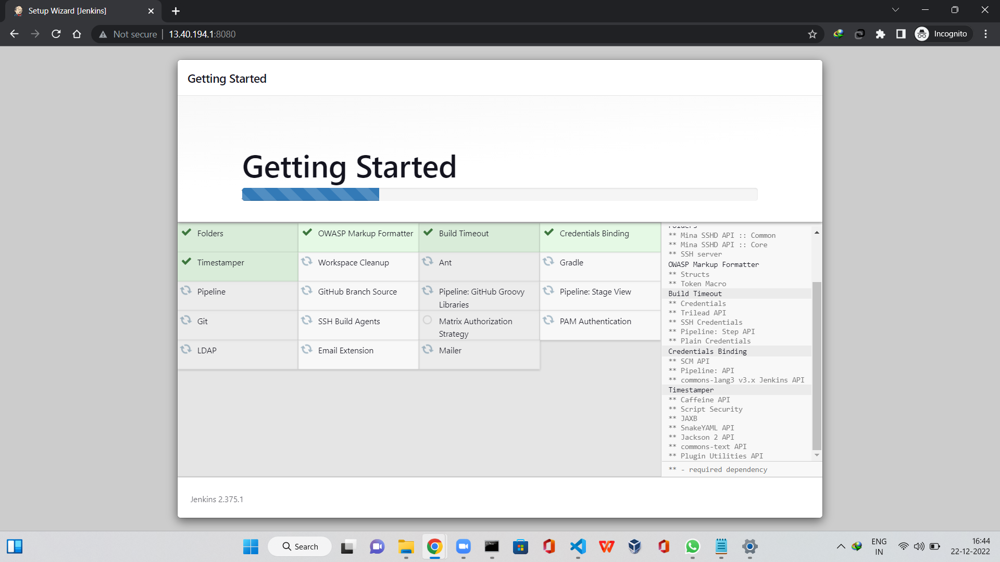 Setup Wizard [Jenkins]
Not secure
13.40.194.1:8080
Incognito
Getting Started
Getting Started
Folders
OWASP Markup Formatter
Build Timeout
Credentials Binding
Timestamper
Workspace Cleanup
Ant
Gradle
Pipeline
GitHub Branch Source
Pipeline: GitHub Groovy
Libraries
Pipeline: Stage View
Git
SSH Build Agents
Matrix Authorization
Strategy
PAM Authentication
LDAP
Email Extension
Mailer
Folders
** Mina SSHD API :: Common
** Mina SSHD API :: Core
** SSH server
OWASP Markup Formatter
** Structs
** Token Macro
Build Timeout
** Credentials
** Trilead API
** SSH Credentials
** Pipeline: Step API
** Plain Credentials
Credentials Binding
** SCM API
** Pipeline: API
** commons-lang3 v3.x Jenkins API
Timestamper
** Caffeine API
** Script Security
** JAXB
** SnakeYAML API
** Jackson 2 API
** commons-text API
** Plugin Utilities API
** - required dependency
Jenkins 2.375.1
Search
ENG
IN
16:44
22-12-2022